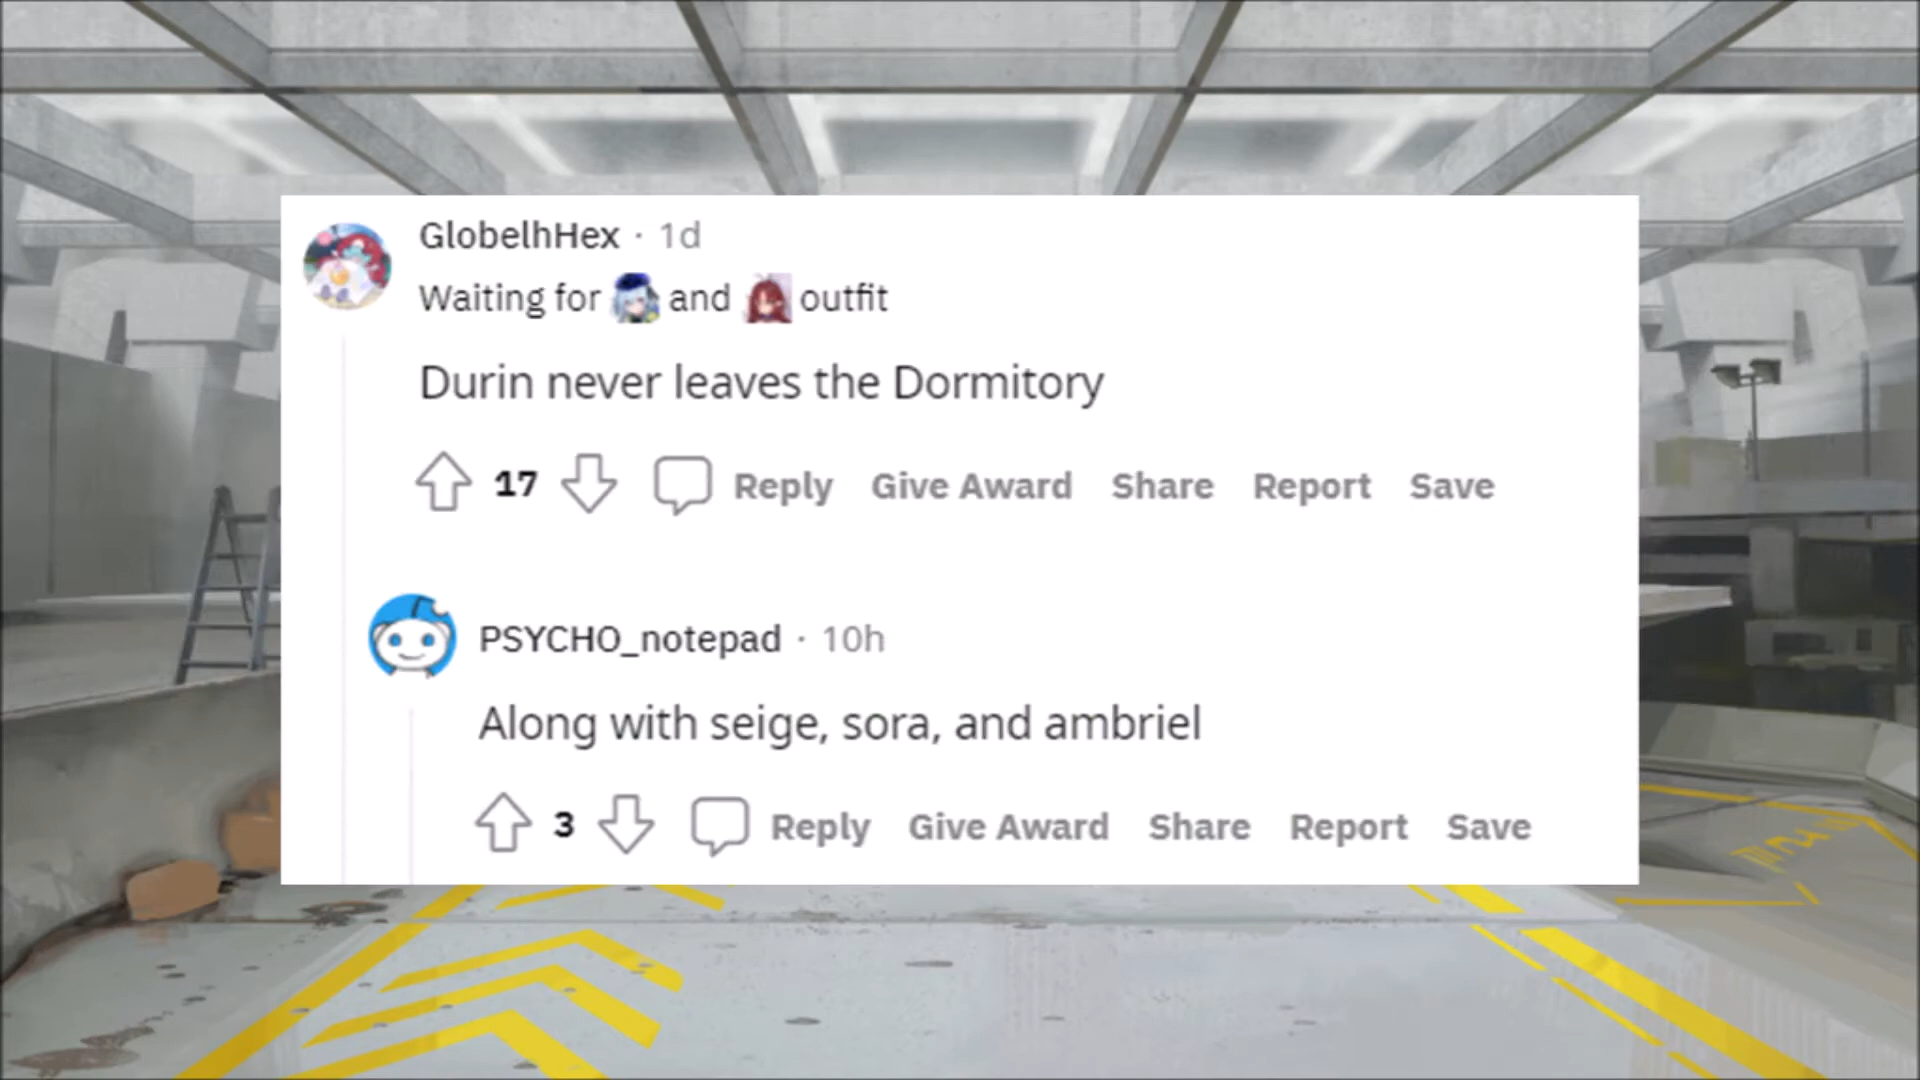 GlobelhHex · 1d
Waiting for and outfit
Durin never leaves the Dormitory
17 Reply Give Award Share Report Save
PSYCHO_notepad · 10h
Along with seige, sora, and ambriel
3 Reply Give Award Share Report Save